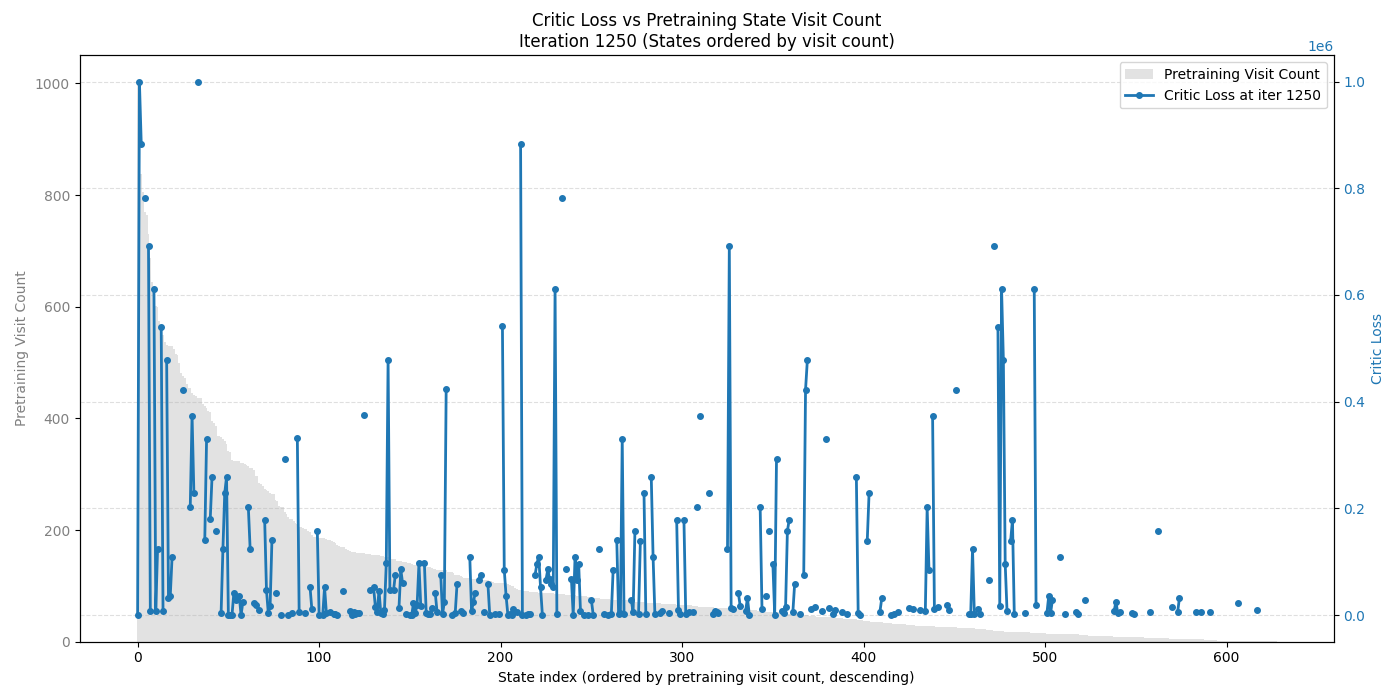 Critic Loss vs Pretraining State Visit Count
Iteration 1250 (States ordered by visit count)
1e6
Pretraining Visit Count
Critic Loss at iter 1250
1000
800
600
400
200
0
Pretraining Visit Count
1.0
0.8
0.6
0.4
0.2
0.0
Critic Loss
0
100
200
300
400
500
600
State index (ordered by pretraining visit count, descending)